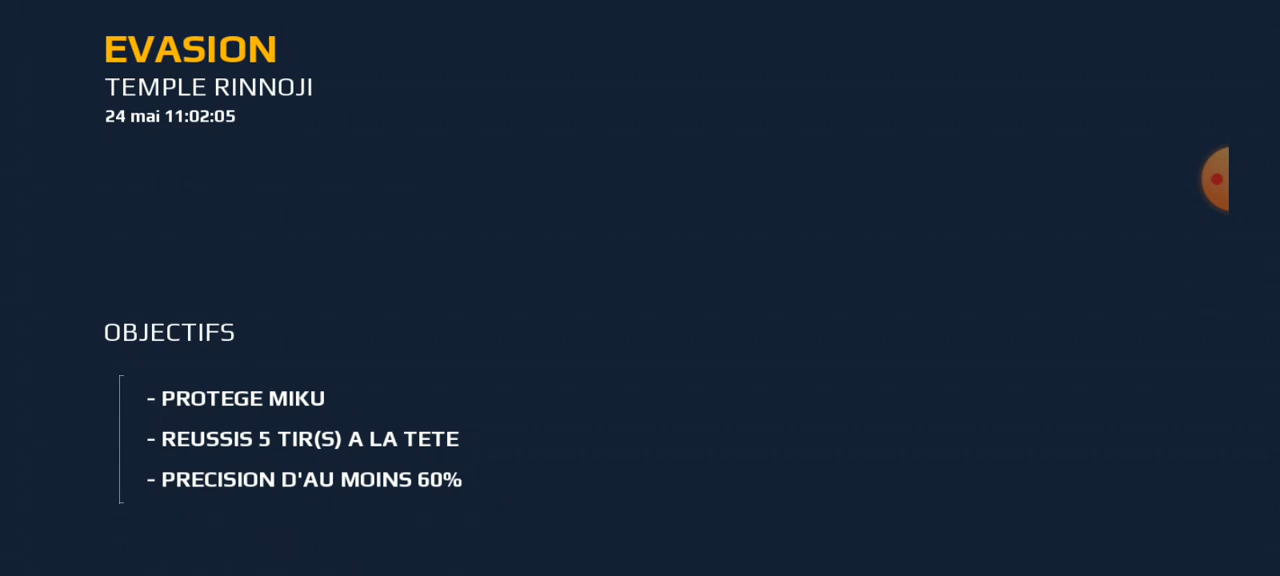 EVASION
TEMPLE RINNOJI
24 mai 11:02:05
OBJECTIFS
- PROTEGE MIKU
- REUSSIS 5 TIR(S) A LA TETE
- PRECISION D'AU MOINS 60%